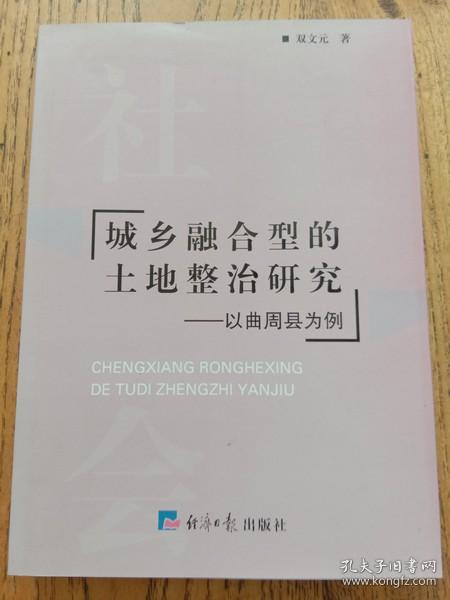 ■ 双文元 著
社
城乡融合型的
土地整治研究
——以曲周县为例
CHENGXIANG RONGHEXING
DE TUDI ZHENGZHI YANJIU
会
经济日报出版社
孔夫子旧书网
www.kongfz.com